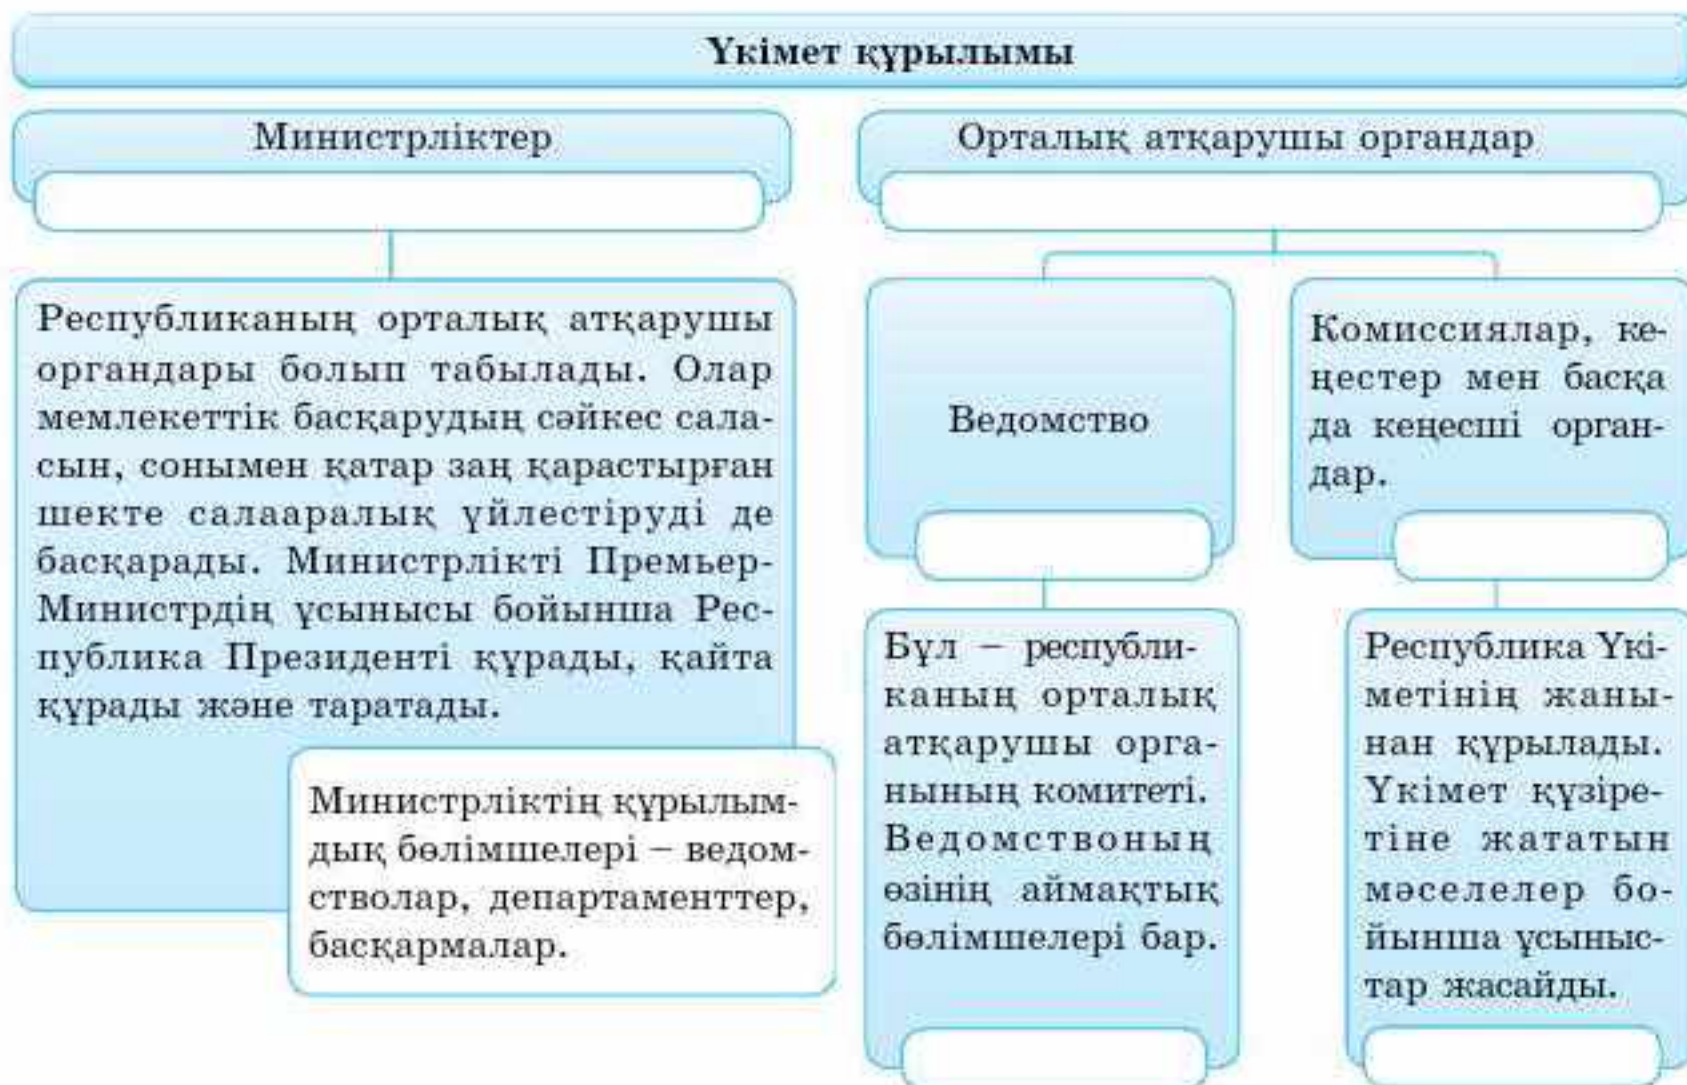 Үкімет құрылымы
Министрліктер
Орталық атқарушы органдар
Республиканың орталық атқарушы
органдары болып табылады. Олар
мемлекеттік басқарудың сәйкес сала-
сын, сонымен қатар заң қарастырған
шекте салааралық үйлестіруді де
басқарады. Министрлікті Премьер-
Министрдің ұсынысы бойынша Рес-
публика Президенті құрады, қайта
құрады және таратады.
Министрліктің құрылым-
дық бөлімшелері – ведом-
стволар, департаменттер,
басқармалар.
Ведомство
Бұл – республи-
каның орталық
атқарушы орга-
нының комитеті.
Ведомствоның
өзінің аймақтық
бөлімшелері бар.
Комиссиялар, ке-
ңестер мен басқа
да кеңесші орган-
дар.
Республика Үкі-
метінің жаны-
нан құрылады.
Үкімет құзіре-
тіне жататын
мәселелер бо-
йынша ұсыныс-
тар жасайды.